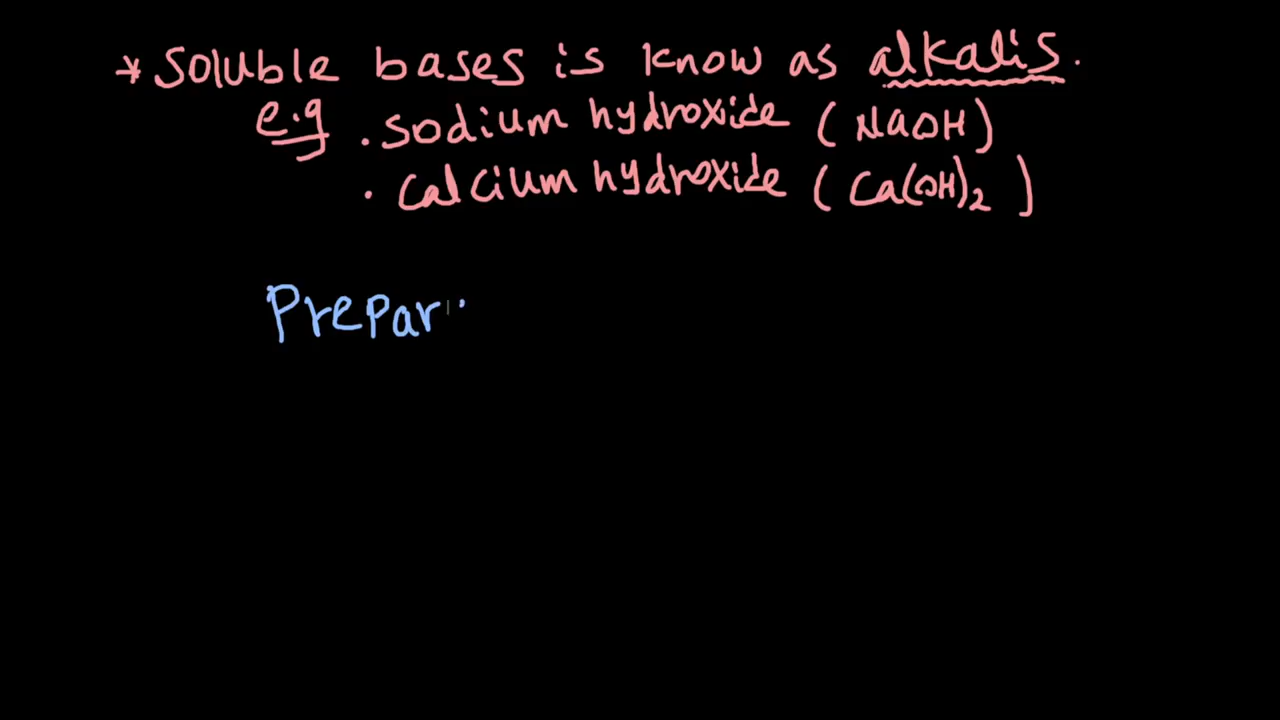 * Soluble bases is know as alkalis.
e.g . sodium hydroxide ( NaOH )
. Calcium hydroxide ( Ca(OH)₂ )
Prepar